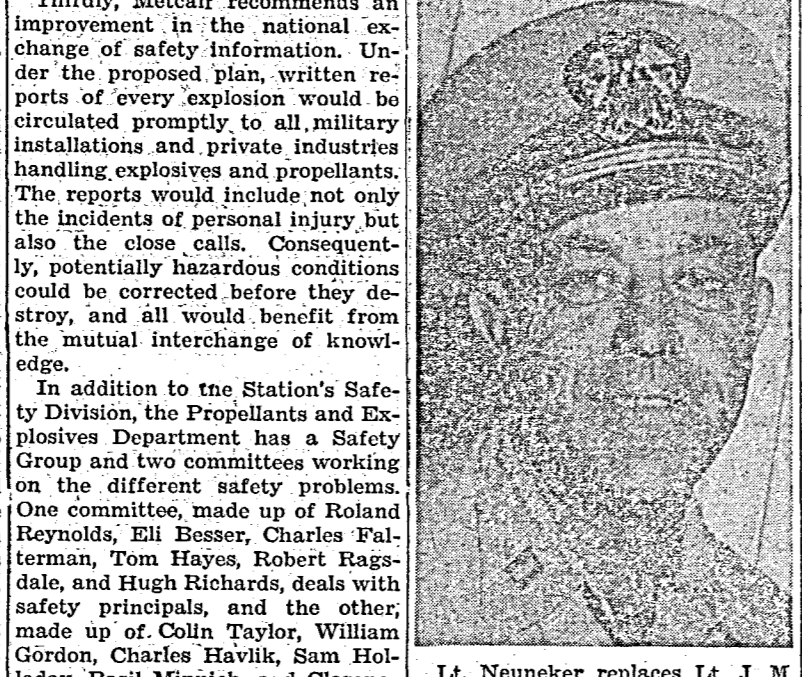 Thirdly, Metcalf recommends an
improvement in the national ex-
change of safety information. Un-
der the proposed plan, written re-
ports of every explosion would be
circulated promptly to all military
installations and private industries
handling explosives and propellants.
The reports would include not only
the incidents of personal injury but
also the close calls. Consequent-
ly, potentially hazardous conditions
could be corrected before they de-
stroy, and all would benefit from
the mutual interchange of knowl-
edge.
In addition to the Station's Safe-
ty Division, the Propellants and Ex-
plosives Department has a Safety
Group and two committees working
on the different safety problems.
One committee, made up of Roland
Reynolds, Eli Besser, Charles Fal-
terman, Tom Hayes, Robert Rags-
dale, and Hugh Richards, deals with
safety principals, and the other,
made up of Colin Taylor, William
Gordon, Charles Havlik, Sam Hol-
Lt. Neuneker replaces Lt. J. M